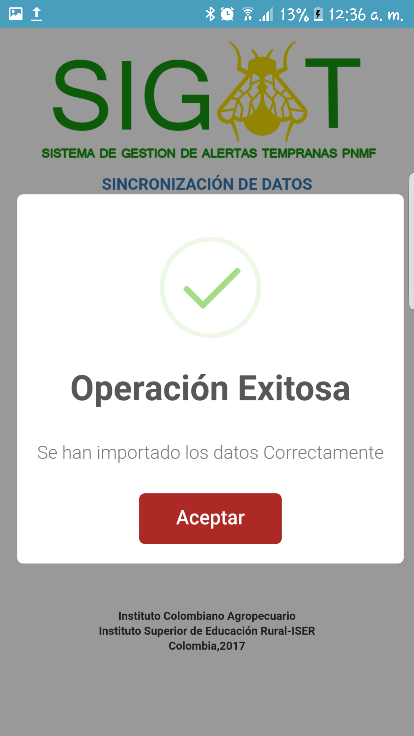 13% 12:36 a. m.
SIGAT
SISTEMA DE GESTION DE ALERTAS TEMPRANAS PNMF
SINCRONIZACIÓN DE DATOS
Operación Exitosa
Se han importado los datos Correctamente
Aceptar
Instituto Colombiano Agropecuario
Instituto Superior de Educación Rural-ISER
Colombia,2017